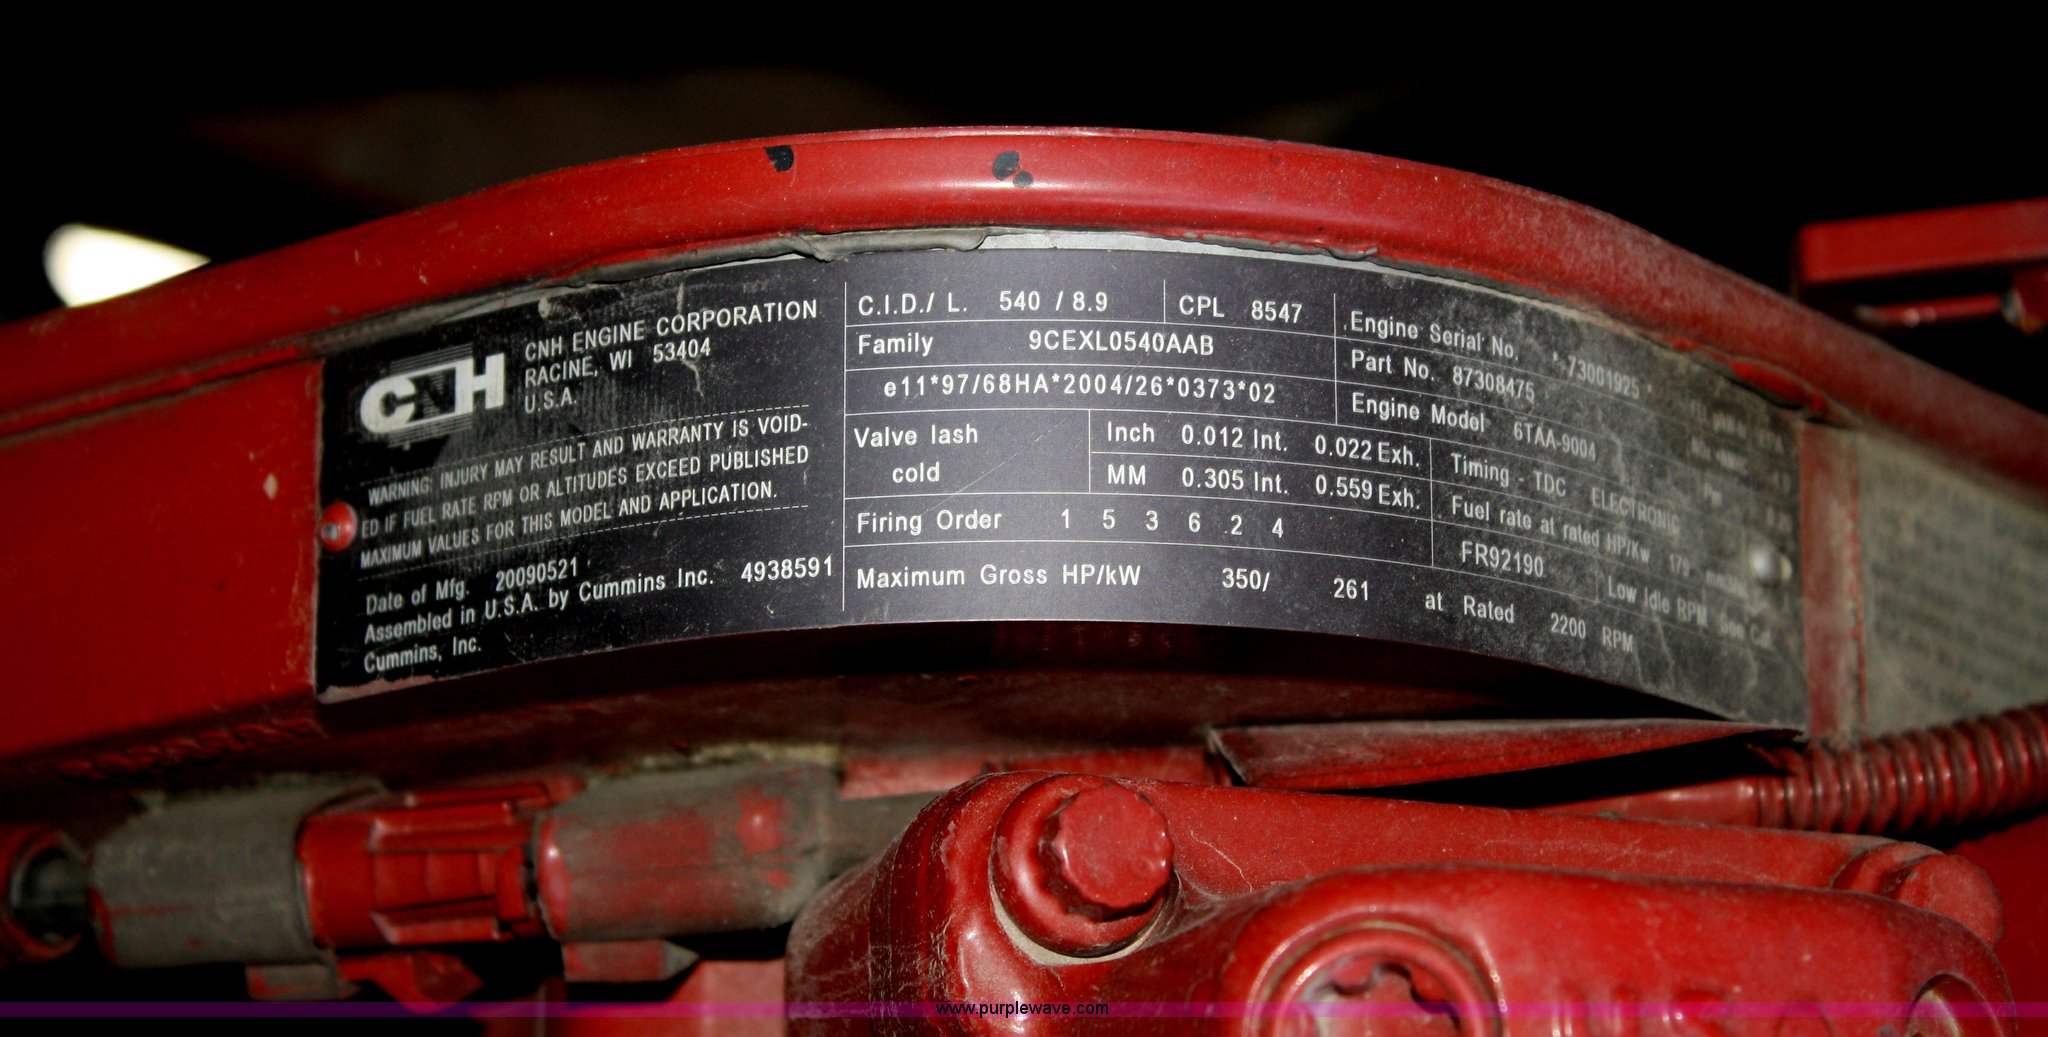 CNH
CNH ENGINE CORPORATION
RACINE, WI 53404
U.S.A.
WARNING: INJURY MAY RESULT AND WARRANTY IS VOID-
ED IF FUEL RATE RPM OR ALTITUDES EXCEED PUBLISHED
MAXIMUM VALUES FOR THIS MODEL AND APPLICATION.
Date of Mfg. 20090521
Assembled in U.S.A. by Cummins Inc. 4938591
Cummins, Inc.
C.I.D./ L. 540 / 8.9 CPL 8547
Family 9CEXL0540AAB
e11*97/68HA*2004/26*0373*02
Valve lash cold
Inch 0.012 Int. 0.022 Exh.
MM 0.305 Int. 0.559 Exh.
Firing Order 1 5 3 6 2 4
Maximum Gross HP/kW 350/ 261 at Rated 2200 RPM
Engine Serial No. *73001925*
Part No. 87308475
Engine Model 6TAA-9004
Timing - TDC ELECTRONIC
Fuel rate at rated HP/Kw 179
FR92190
Low Idle RPM See Cal.
www.purplewave.com